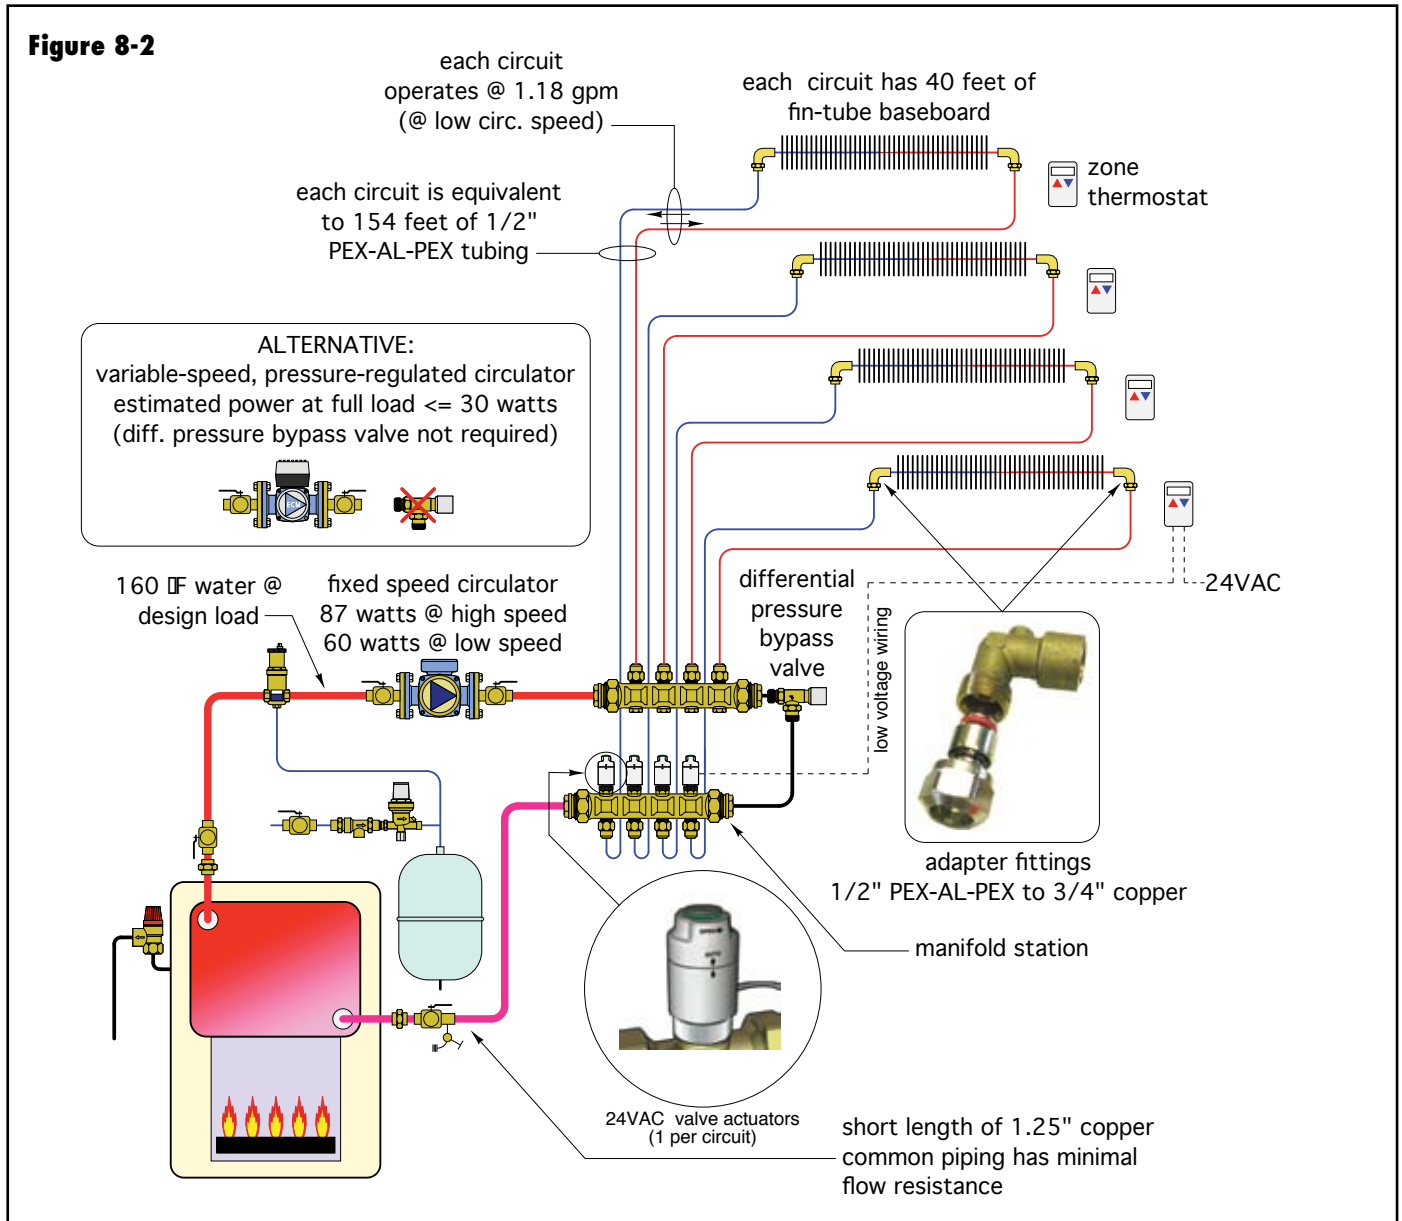 Figure 8-2
each circuit
operates @ 1.18 gpm
(@ low circ. speed)
each circuit has 40 feet of
fin-tube baseboard
zone
thermostat
each circuit is equivalent
to 154 feet of 1/2"
PEX-AL-PEX tubing
ALTERNATIVE:
variable-speed, pressure-regulated circulator
estimated power at full load <= 30 watts
(diff. pressure bypass valve not required)
ECM
160 °F water @
design load
fixed speed circulator
87 watts @ high speed
60 watts @ low speed
differential
pressure
bypass
valve
low voltage wiring
24VAC
adapter fittings
1/2" PEX-AL-PEX to 3/4" copper
manifold station
24VAC valve actuators
(1 per circuit)
short length of 1.25" copper
common piping has minimal
flow resistance